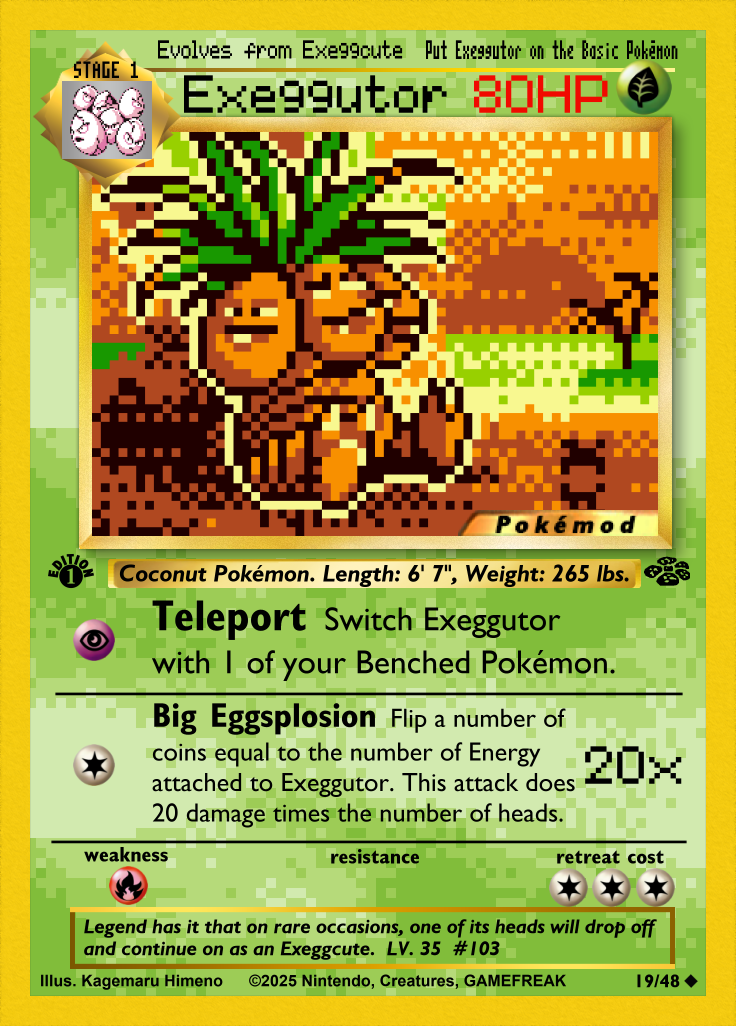 Evolves from Exeggcute Put Exeggutor on the Basic Pokémon
STAGE 1
Exeggutor 80HP
Pokémod
EDITION 1
Coconut Pokémon. Length: 6' 7", Weight: 265 lbs.
Teleport Switch Exeggutor
with 1 of your Benched Pokémon.
Big Eggsplosion Flip a number of
coins equal to the number of Energy
attached to Exeggutor. This attack does
20 damage times the number of heads.
20x
weakness resistance retreat cost
Legend has it that on rare occasions, one of its heads will drop off
and continue on as an Exeggcute. LV. 35 #103
Illus. Kagemaru Himeno ©2025 Nintendo, Creatures, GAMEFREAK 19/48